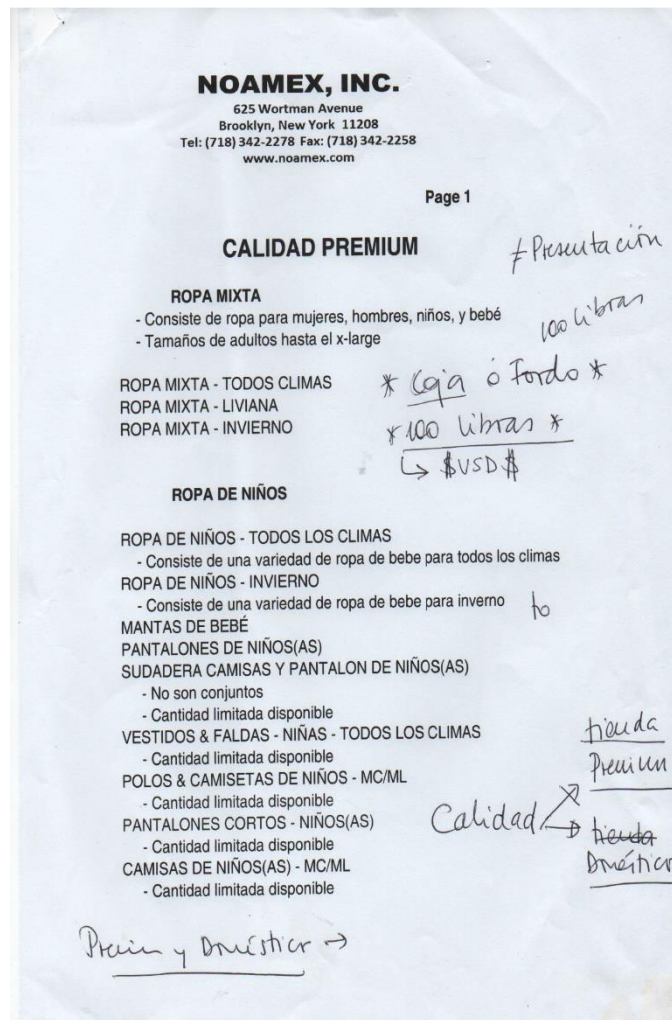 NOAMEX, INC.
625 Wortman Avenue
Brooklyn, New York 11208
Tel: (718) 342-2278 Fax: (718) 342-2258
www.noamex.com
Page 1
CALIDAD PREMIUM
≠ Presentación
ROPA MIXTA
- Consiste de ropa para mujeres, hombres, niños, y bebé
- Tamaños de adultos hasta el x-large
100 libras
ROPA MIXTA - TODOS CLIMAS
* Caja ó Fardo *
ROPA MIXTA - LIVIANA
ROPA MIXTA - INVIERNO
* 100 libras *
↳ $USD$
ROPA DE NIÑOS
ROPA DE NIÑOS - TODOS LOS CLIMAS
- Consiste de una variedad de ropa de bebe para todos los climas
ROPA DE NIÑOS - INVIERNO
- Consiste de una variedad de ropa de bebe para inverno
MANTAS DE BEBÉ
PANTALONES DE NIÑOS(AS)
SUDADERA CAMISAS Y PANTALON DE NIÑOS(AS)
- No son conjuntos
- Cantidad limitada disponible
VESTIDOS & FALDAS - NIÑAS - TODOS LOS CLIMAS
- Cantidad limitada disponible
POLOS & CAMISETAS DE NIÑOS - MC/ML
- Cantidad limitada disponible
PANTALONES CORTOS - NIÑOS(AS)
- Cantidad limitada disponible
CAMISAS DE NIÑOS(AS) - MC/ML
- Cantidad limitada disponible
tienda
Premium
Calidad
tienda
Doméstica
Premium y Doméstica →